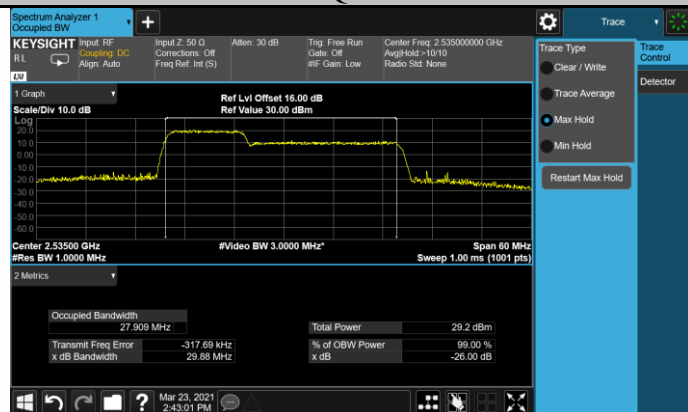 Spectrum Analyzer 1
Occupied BW
Trace
KEYSIGHT
Input: RF
Coupling: DC
Align: Auto
Input Z: 50 Ω
Corrections: Off
Freq Ref: Int (S)
Atten: 30 dB
Trig: Free Run
Gate: Off
#IF Gain: Low
Center Freq: 2.535000000 GHz
Avg|Hold:>10/10
Radio Std: None
R L
LXI
Trace Type
Clear / Write
Trace Average
Max Hold
Min Hold
Restart Max Hold
Trace
Control
Detector
1 Graph
Scale/Div 10.0 dB
Ref Lvl Offset 16.00 dB
Ref Value 30.00 dBm
Log
20.0
10.0
0.00
-10.0
-20.0
-30.0
-40.0
-50.0
-60.0
Center 2.53500 GHz
#Res BW 1.0000 MHz
#Video BW 3.0000 MHz*
Span 60 MHz
Sweep 1.00 ms (1001 pts)
2 Metrics
Occupied Bandwidth
27.909 MHz
Total Power 29.2 dBm
Transmit Freq Error -317.69 kHz
% of OBW Power 99.00 %
x dB Bandwidth 29.88 MHz
x dB -26.00 dB
?
Mar 23, 2021
2:43:01 PM